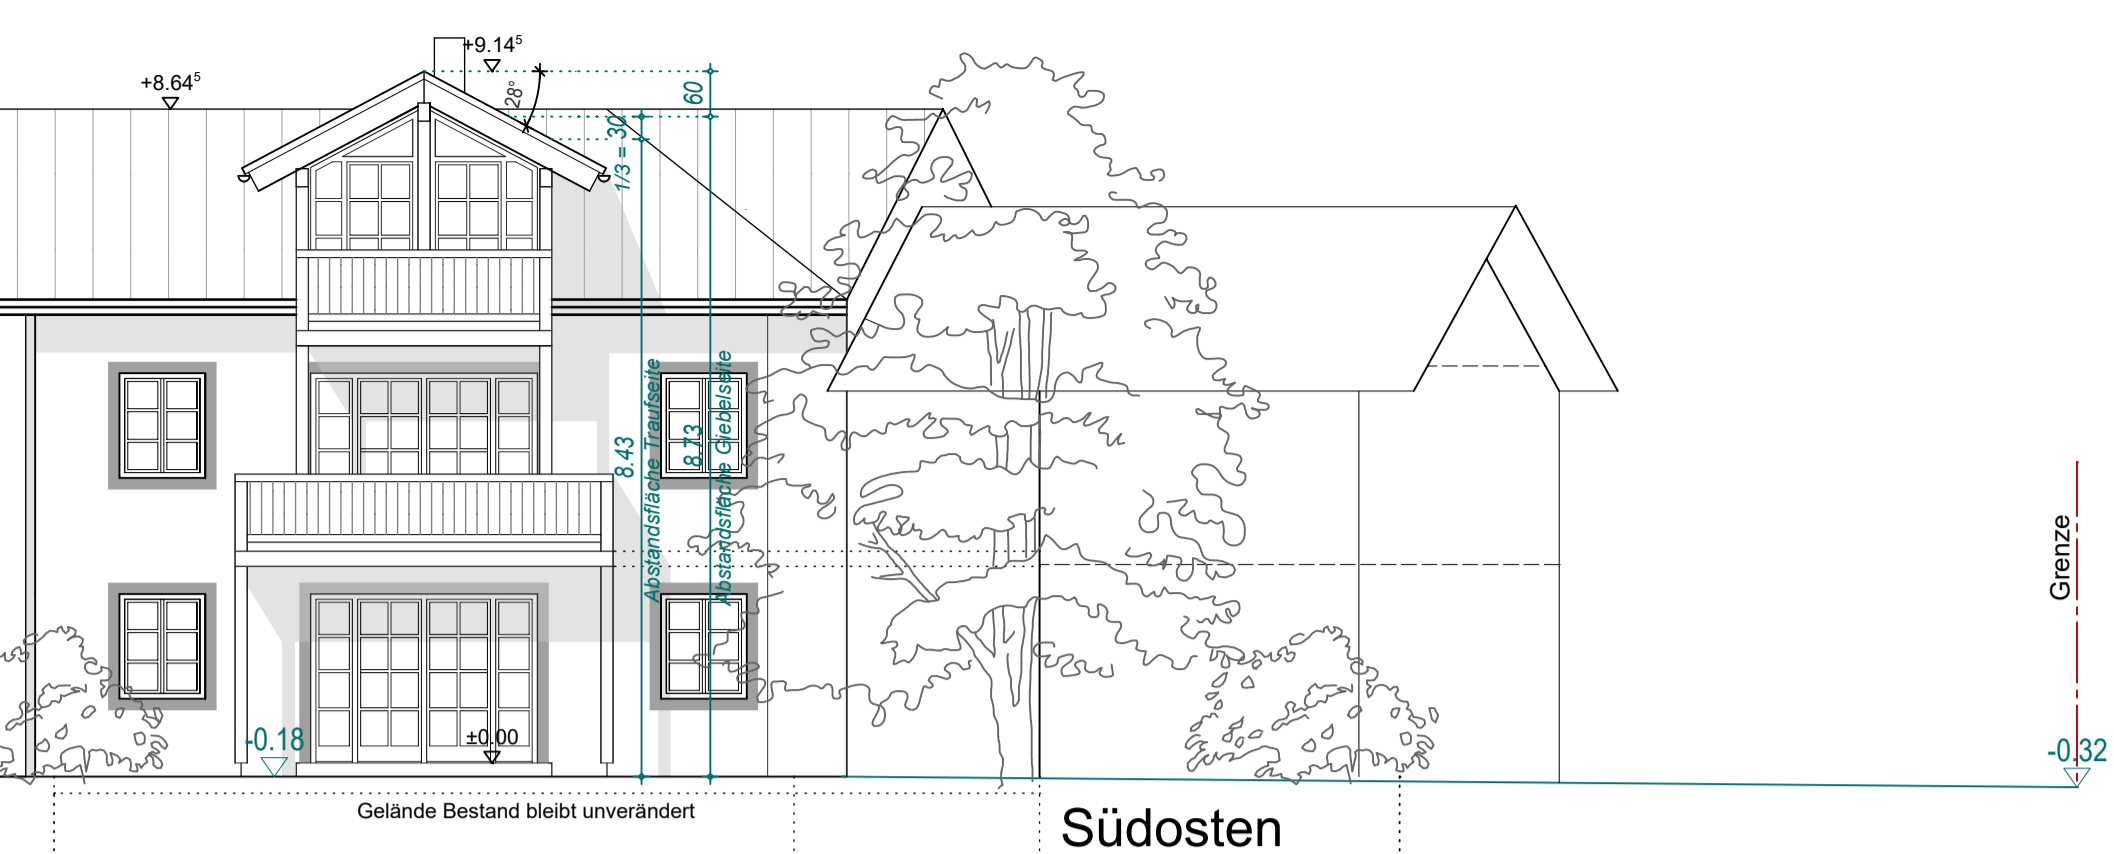 +9.14⁵
+8.64⁵
28°
60
1/3 = 30
8.43
Abstandsfläche Traufseite
8.73
Abstandsfläche Giebelseite
Grenze
-0.18
±0.00
-0.32
Gelände Bestand bleibt unverändert
Südosten